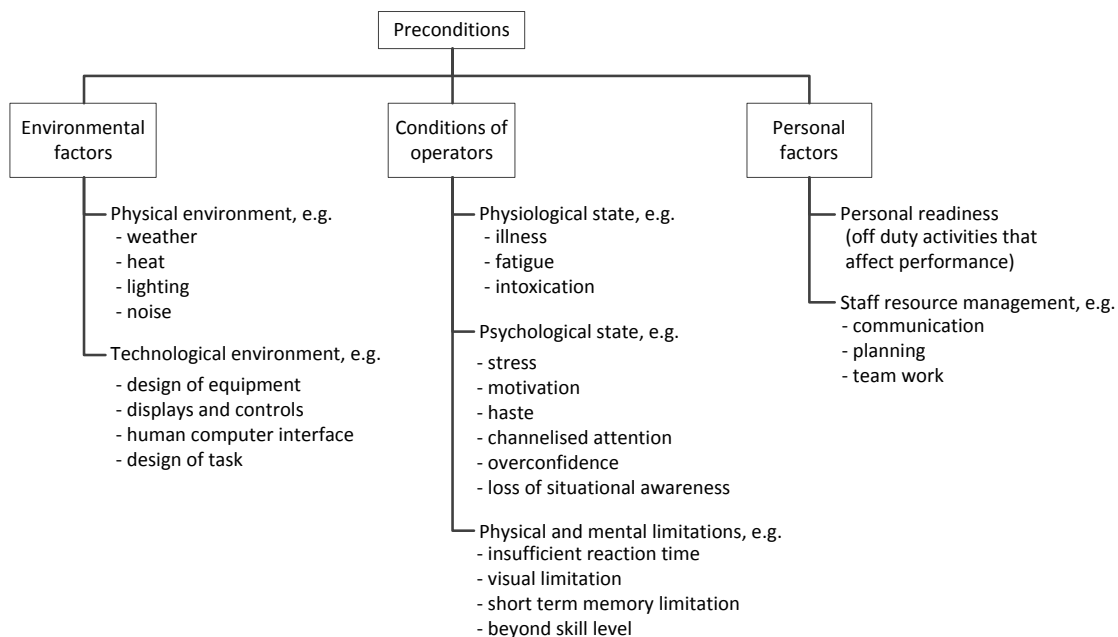 Preconditions
Environmental
factors
Physical environment, e.g.
- weather
- heat
- lighting
- noise
Technological environment, e.g.
- design of equipment
- displays and controls
- human computer interface
- design of task
Conditions of
operators
Physiological state, e.g.
- illness
- fatigue
- intoxication
Psychological state, e.g.
- stress
- motivation
- haste
- channelised attention
- overconfidence
- loss of situational awareness
Physical and mental limitations, e.g.
- insufficient reaction time
- visual limitation
- short term memory limitation
- beyond skill level
Personal
factors
Personal readiness
(off duty activities that
affect performance)
Staff resource management, e.g.
- communication
- planning
- team work